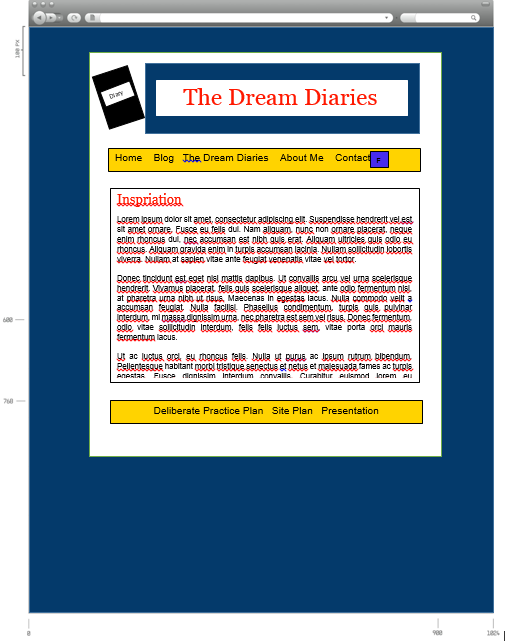 100 PX
Diary
The Dream Diaries
Home Blog The Dream Diaries About Me Contact F
Inspriation
Lorem ipsum dolor sit amet, consectetur adipiscing elit. Suspendisse hendrerit vel est
sit amet ornare. Fusce eu felis dui. Nam aliquam, nunc non ornare placerat, neque
enim rhoncus dui, nec accumsan est nibh quis erat. Aliquam ultricies quis odio eu
rhoncus. Aliquam gravida enim in turpis accumsan lacinia. Nullam sollicitudin lobortis
viverra. Nullam at sapien vitae ante feugiat venenatis vitae vel tortor.
Donec tincidunt est eget nisl mattis dapibus. Ut convallis arcu vel urna scelerisque
hendrerit. Vivamus placerat, felis quis scelerisque aliquet, ante odio fermentum nisl,
at pharetra urna nibh ut risus. Maecenas in egestas lacus. Nulla commodo velit a
accumsan feugiat. Nulla facilisi. Phasellus condimentum, turpis quis pulvinar
interdum, mi massa dignissim urna, nec pharetra est sem vel risus. Donec fermentum,
odio vitae sollicitudin interdum, felis felis luctus sem, vitae porta orci mauris
fermentum lacus.
Ut ac luctus orci, eu rhoncus felis. Nulla ut purus ac ipsum rutrum bibendum.
Pellentesque habitant morbi tristique senectus et netus et malesuada fames ac turpis
egestas. Fusce dignissim interdum convallis. Curabitur euismod lorem eu
600
760
Deliberate Practice Plan Site Plan Presentation
0 900 1024